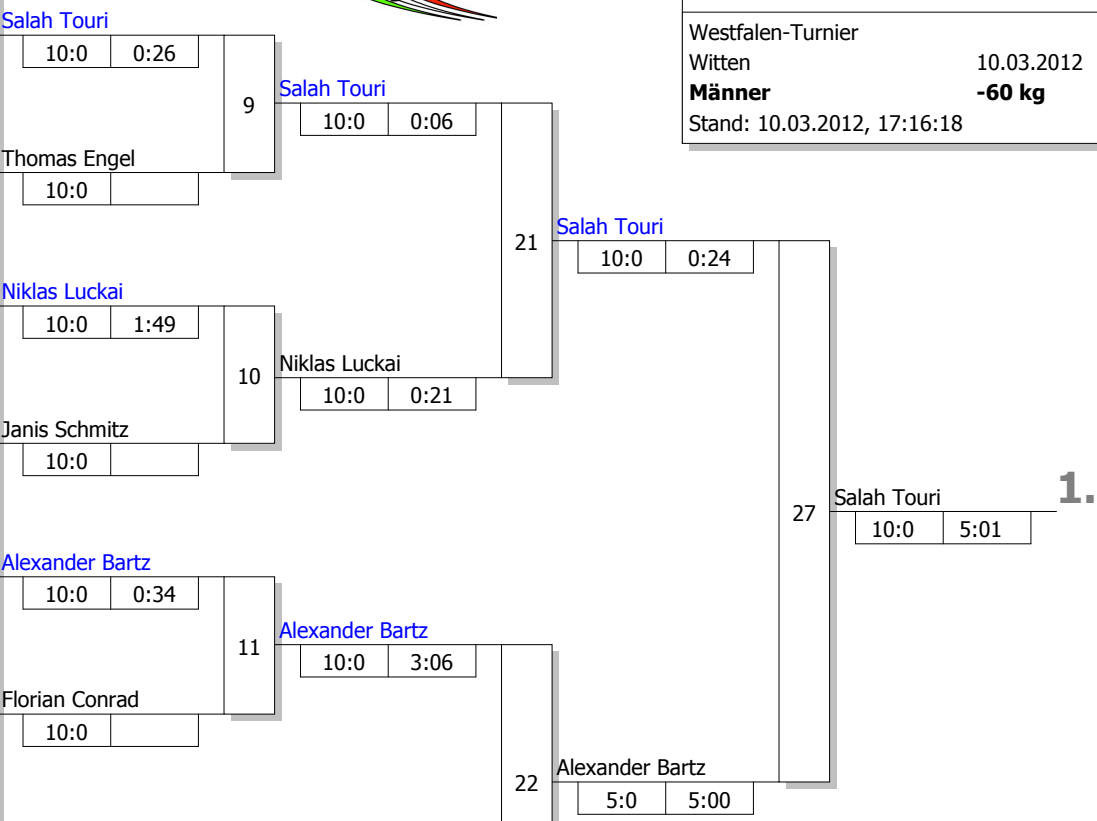 Westfalen-Turnier
Witten 10.03.2012
Männer -60 kg
Stand: 10.03.2012, 17:16:18
Salah Touri
10:0 0:26
9
Thomas Engel
10:0
Salah Touri
10:0 0:06
Niklas Luckai
10:0 1:49
10
Janis Schmitz
10:0
Niklas Luckai
10:0 0:21
21
Salah Touri
10:0 0:24
Alexander Bartz
10:0 0:34
11
Florian Conrad
10:0
Alexander Bartz
10:0 3:06
22
Alexander Bartz
5:0 5:00
27
Salah Touri 1.
10:0 5:01